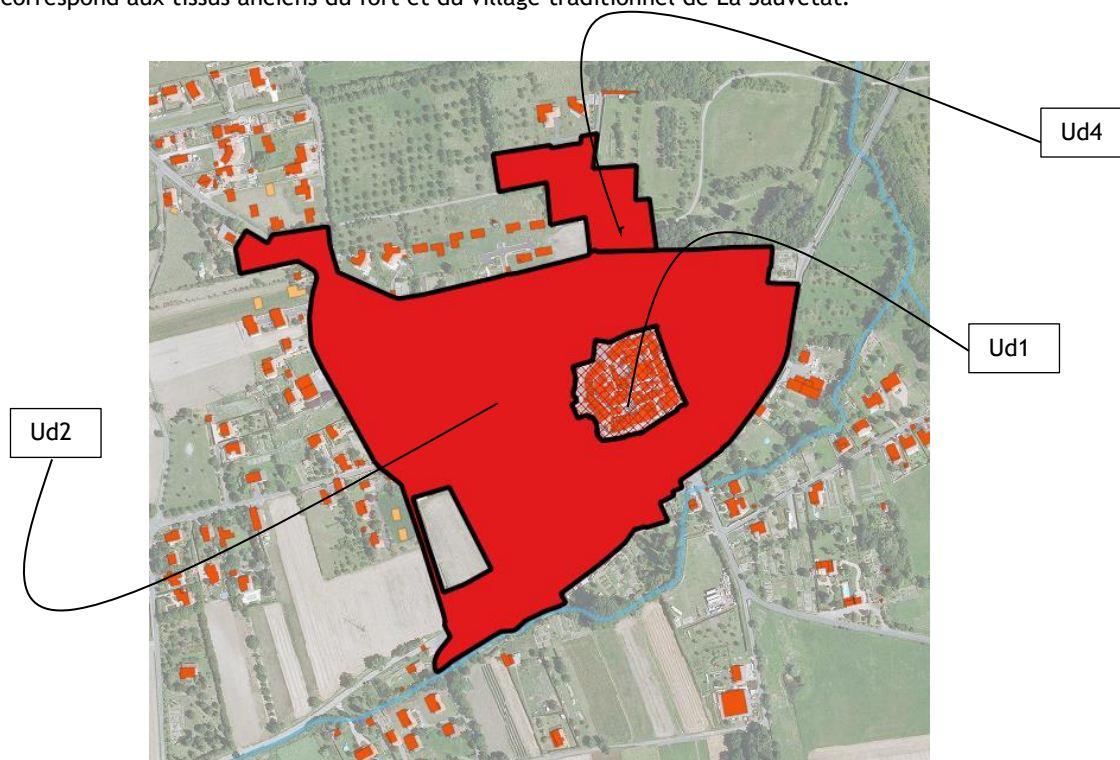 correspond aux tissus anciens du fort et du village traditionnel de La Sauvetat.
Ud4
Ud1
Ud2